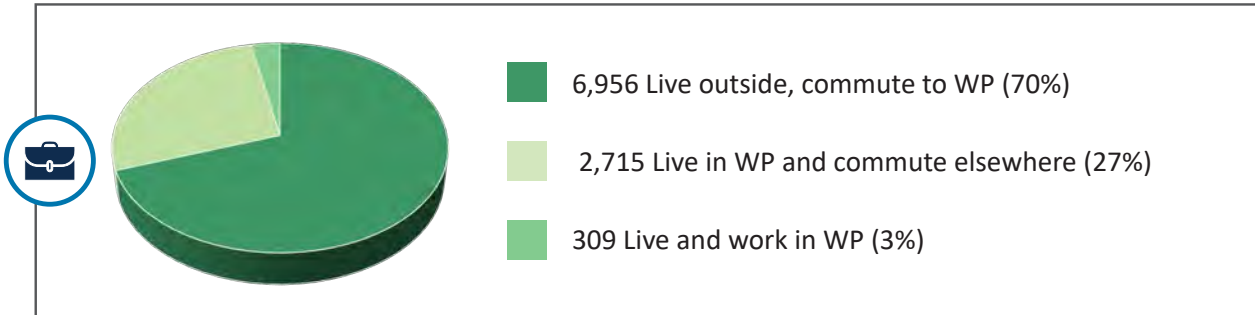 6,956 Live outside, commute to WP (70%)
2,715 Live in WP and commute elsewhere (27%)
309 Live and work in WP (3%)